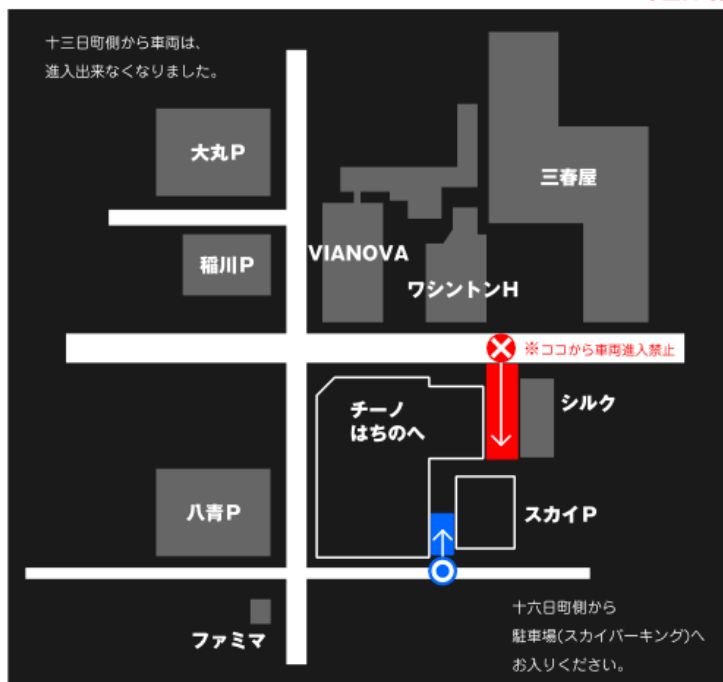 十三日町側から車両は、
進入出来なくなりました。
大丸P
三春屋
稲川P
VIANOVA
ワシントンH
※ココから車両進入禁止
チーノ
はちのへ
シルク
八青P
スカイP
ファミマ
十六日町側から
駐車場(スカイパーキング)へ
お入りください。